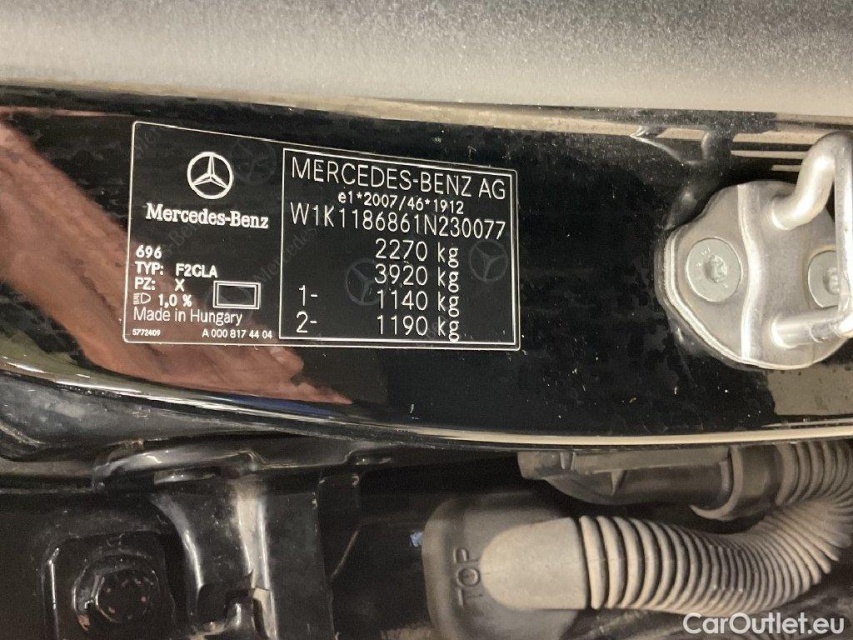 Mercedes-Benz
696
TYP: F2CLA
PZ: X
1,0 %
Made in Hungary
5772409 A 000 817 44 04
MERCEDES-BENZ AG
e1*2007/46*1912
W1K1186861N230077
2270 kg
3920 kg
1- 1140 kg
2- 1190 kg
TOP
CarOutlet.eu